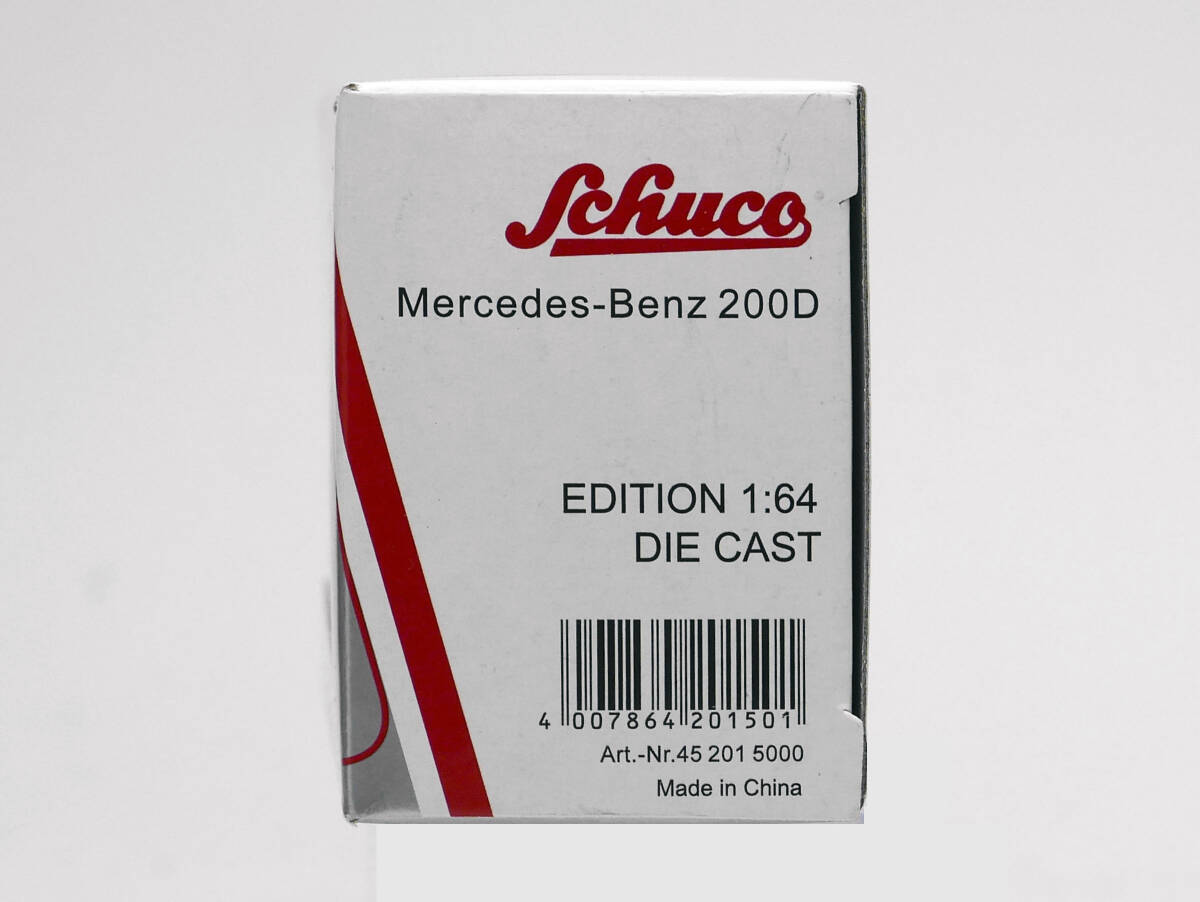 Schuco
Mercedes-Benz 200D
EDITION 1:64
DIE CAST
4 007864 201501
Art.-Nr.45 201 5000
Made in China